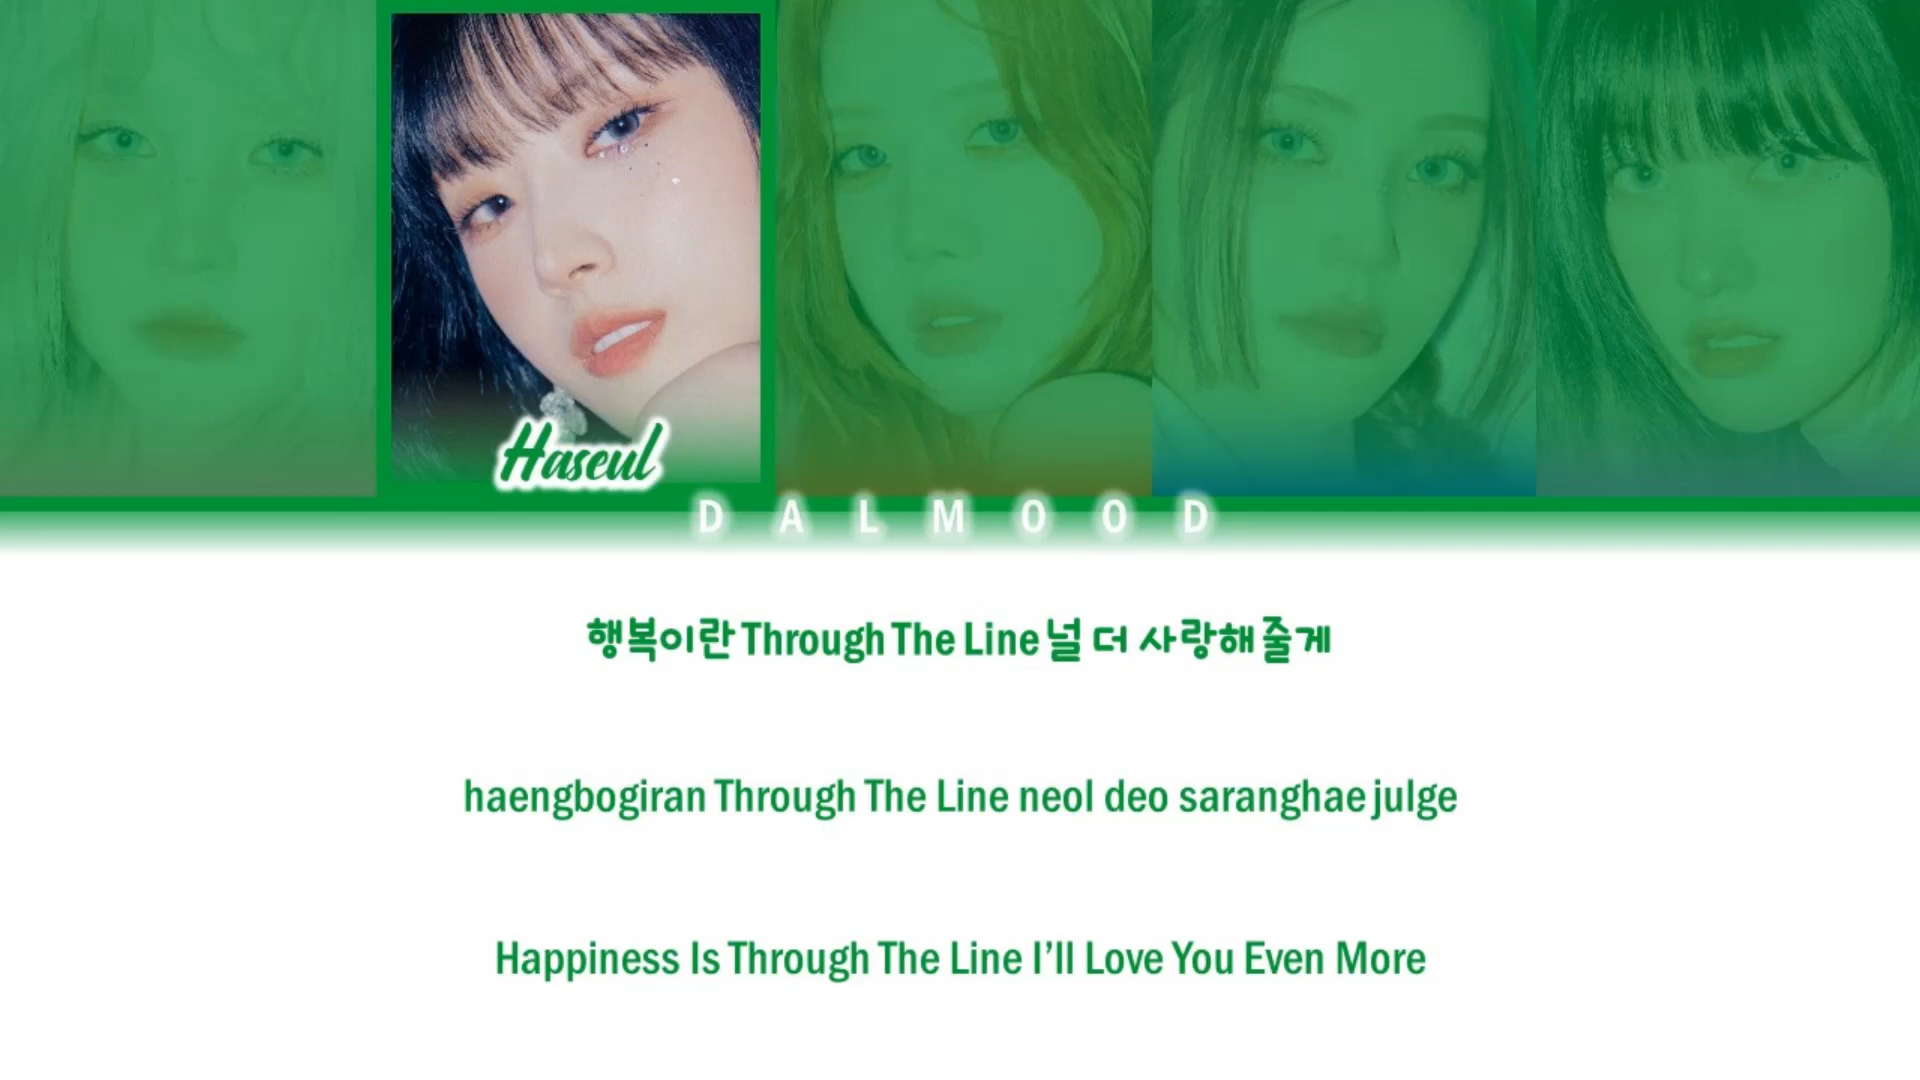 Haseul
DALMOOD
행복이란 Through The Line 널 더 사랑해 줄게
haengbogiran Through The Line neol deo saranghae julge
Happiness Is Through The Line I’ll Love You Even More